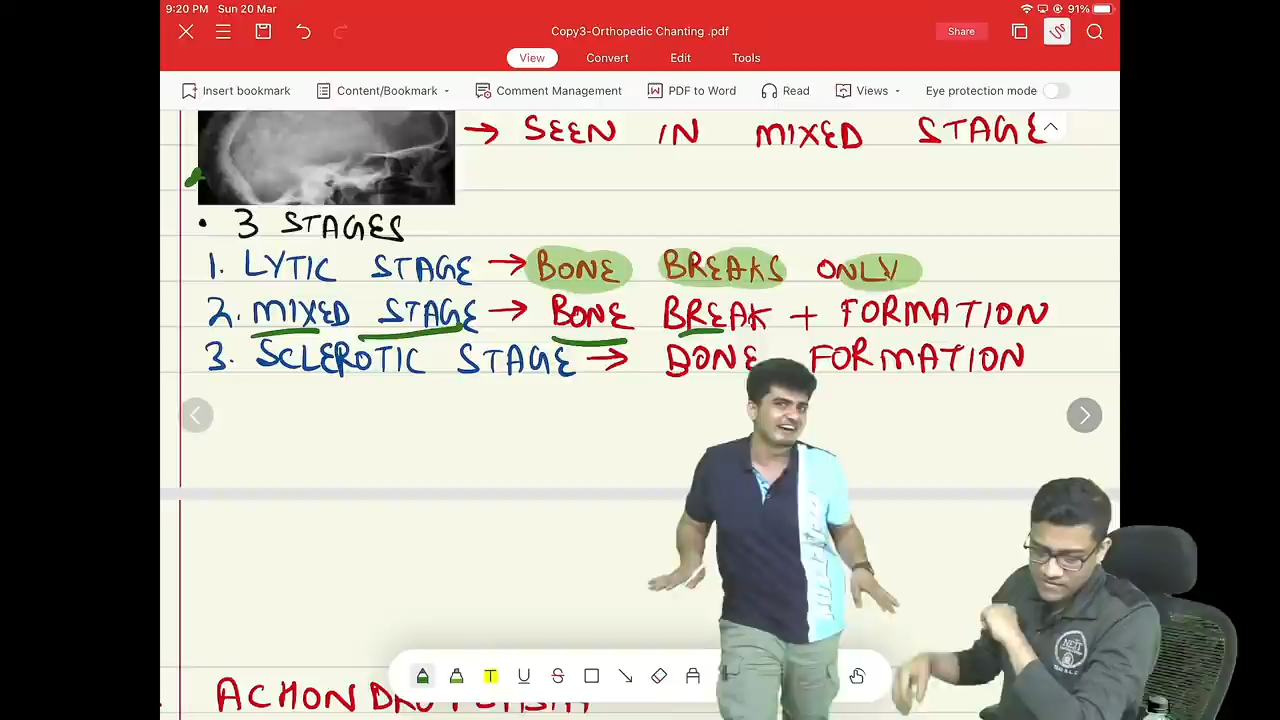 9:20 PM Sun 20 Mar
91%
Copy3-Orthopedic Chanting .pdf
Share
View Convert Edit Tools
Insert bookmark Content/Bookmark Comment Management PDF to Word Read Views Eye protection mode
→ SEEN IN MIXED STAGE
• 3 STAGES
1. LYTIC STAGE → BONE BREAKS ONLY
2. MIXED STAGE → BONE BREAK + FORMATION
3. SCLEROTIC STAGE → BONE FORMATION
NEET